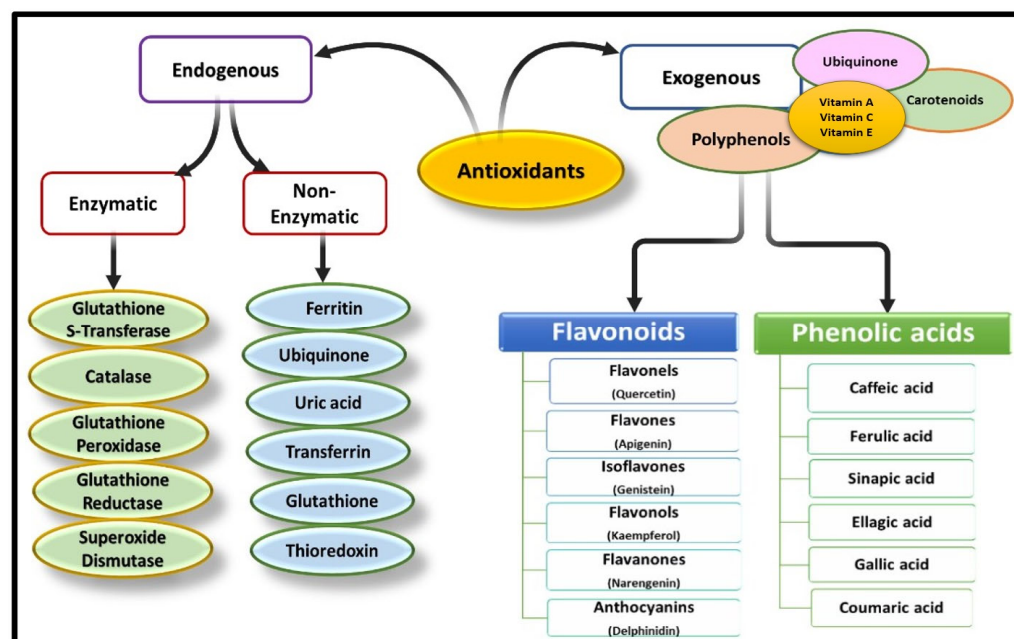 Endogenous
Exogenous
Ubiquinone
Carotenoids
Vitamin A
Vitamin C
Vitamin E
Polyphenols
Antioxidants
Enzymatic
Non-
Enzymatic
Glutathione
S-Transferase
Catalase
Glutathione
Peroxidase
Glutathione
Reductase
Superoxide
Dismutase
Ferritin
Ubiquinone
Uric acid
Transferrin
Glutathione
Thioredoxin
Flavonoids
Flavonels
(Quercetin)
Flavones
(Apigenin)
Isoflavones
(Genistein)
Flavonols
(Kaempferol)
Flavanones
(Narengenin)
Anthocyanins
(Delphinidin)
Phenolic acids
Caffeic acid
Ferulic acid
Sinapic acid
Ellagic acid
Gallic acid
Coumaric acid